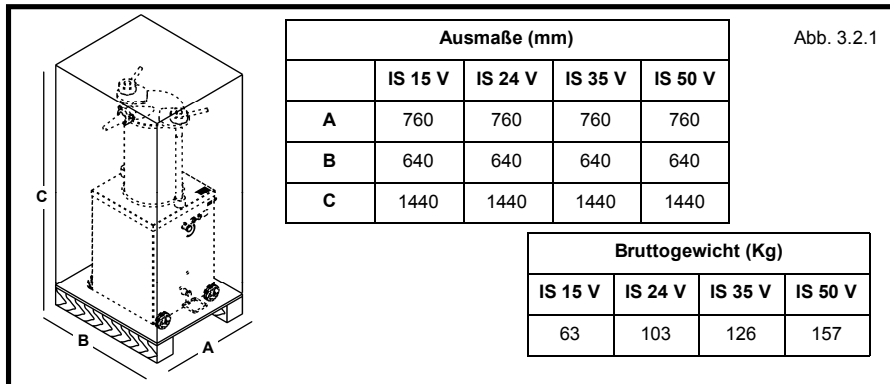 Abb. 3.2.1
Ausmaße (mm)
IS 15 V IS 24 V IS 35 V IS 50 V
A 760 760 760 760
B 640 640 640 640
C 1440 1440 1440 1440
C
B
A
Bruttogewicht (Kg)
IS 15 V IS 24 V IS 35 V IS 50 V
63 103 126 157